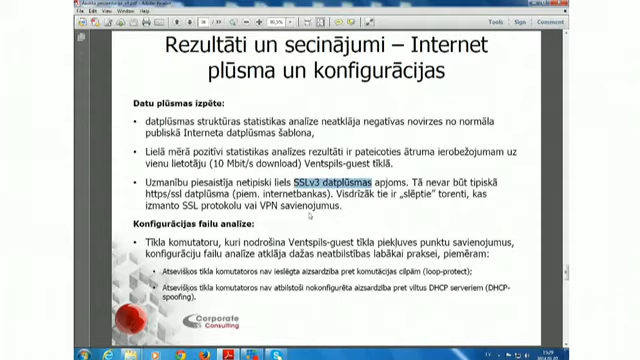 Tools
Sign
Comment
Rezultāti un secinājumi – Internet
plūsma un konfigurācijas
Datu plūsmas izpēte:
• datplūsmas struktūras statistikas analīze neatklāja negatīvas novirzes no normāla
publiskā Interneta datplūsmas šablona,
• Lielā mērā pozitīvi statistikas analīzes rezultāti ir pateicoties ātruma ierobežojumam uz
vienu lietotāju (10 Mbit/s download) Ventspils-guest tīklā.
• Uzmanību piesaistīja netipiski liels SSLv3 datplūsmas apjoms. Tā nevar būt tipiskā
https/ssl datplūsma (piem. internetbankas). Visdrīzāk tie ir „slēptie” torenti, kas
izmanto SSL protokolu vai VPN savienojumus.
Konfigurācijas failu analīze:
• Tīkla komutatoru, kuri nodrošina Ventspils-guest tīkla piekļuves punktu savienojumus,
konfigurāciju failu analīze atklāja dažas neatbilstības labākai praksei, piemēram:
• Atsevišķos tīkla komutatoros nav ieslēgta aizsardzība pret komutācijas cilpām (loop-protect);
• Atsevišķos tīkla komutatoros nav atbilstoši nokonfigurēta aizsardzība pret viltus DHCP serveriem (DHCP-
spoofing).
Corporate
Consulting
LV
15:29